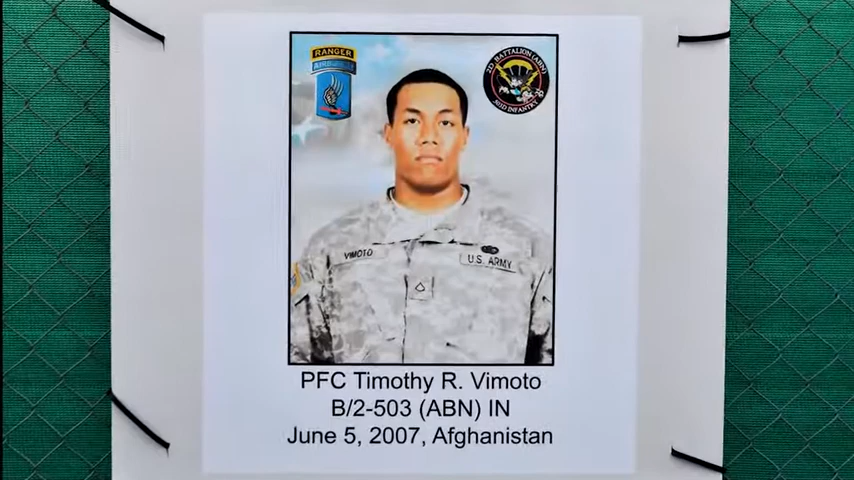 RANGER
AIRBORNE
2D BATTALION (ABN)
503D INFANTRY
VIMOTO
U.S. ARMY
PFC Timothy R. Vimoto
B/2-503 (ABN) IN
June 5, 2007, Afghanistan